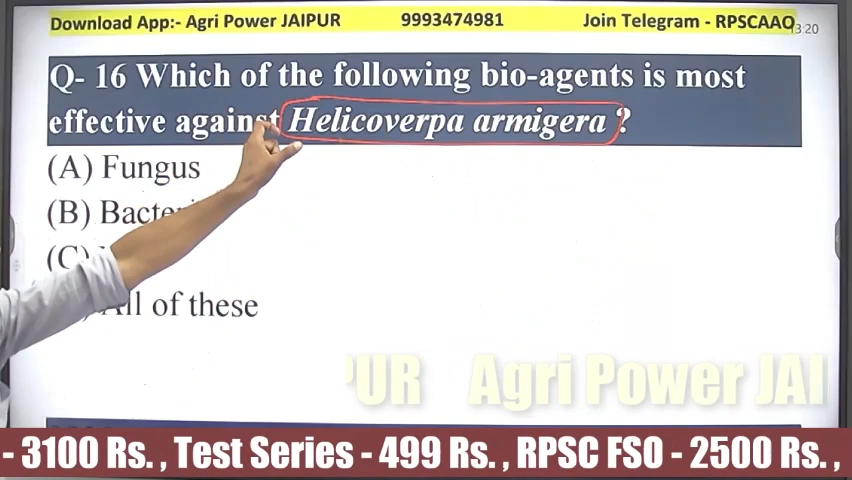 Download App:- Agri Power JAIPUR 9993474981 Join Telegram - RPSCAAO
13:20
Q- 16 Which of the following bio-agents is most
effective against Helicoverpa armigera ?
(A) Fungus
(B)
(C)
All of these
PUR Agri Power JAI
- 3100 Rs. , Test Series - 499 Rs. , RPSC FSO - 2500 Rs. ,